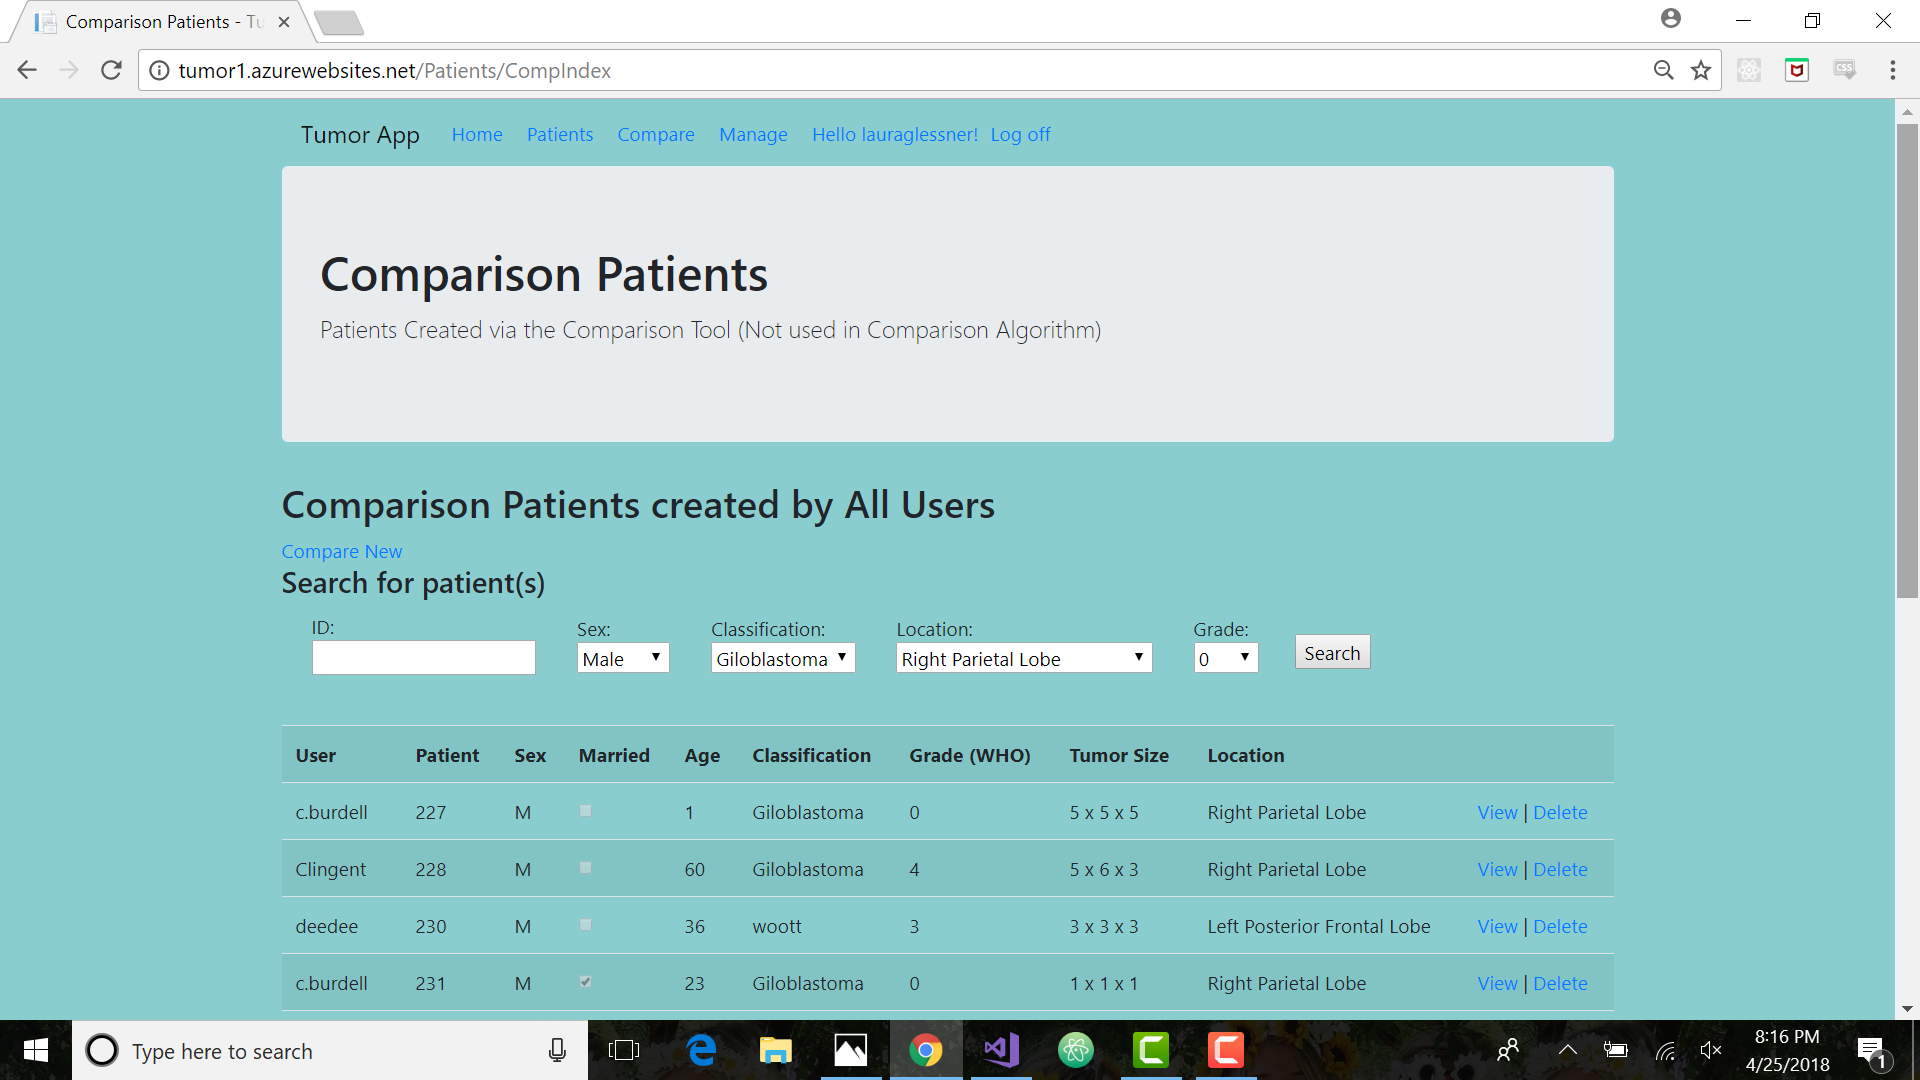 Comparison Patients - Tu
tumor1.azurewebsites.net/Patients/CompIndex
Tumor App Home Patients Compare Manage Hello lauraglessner! Log off
Comparison Patients
Patients Created via the Comparison Tool (Not used in Comparison Algorithm)
Comparison Patients created by All Users
Compare New
Search for patient(s)
ID: Sex: Classification: Location: Grade:
Male Giloblastoma Right Parietal Lobe 0 Search
User Patient Sex Married Age Classification Grade (WHO) Tumor Size Location
c.burdell 227 M 1 Giloblastoma 0 5 x 5 x 5 Right Parietal Lobe View | Delete
Clingent 228 M 60 Giloblastoma 4 5 x 6 x 3 Right Parietal Lobe View | Delete
deedee 230 M 36 woott 3 3 x 3 x 3 Left Posterior Frontal Lobe View | Delete
c.burdell 231 M 23 Giloblastoma 0 1 x 1 x 1 Right Parietal Lobe View | Delete
Type here to search
8:16 PM
4/25/2018
1
CSS